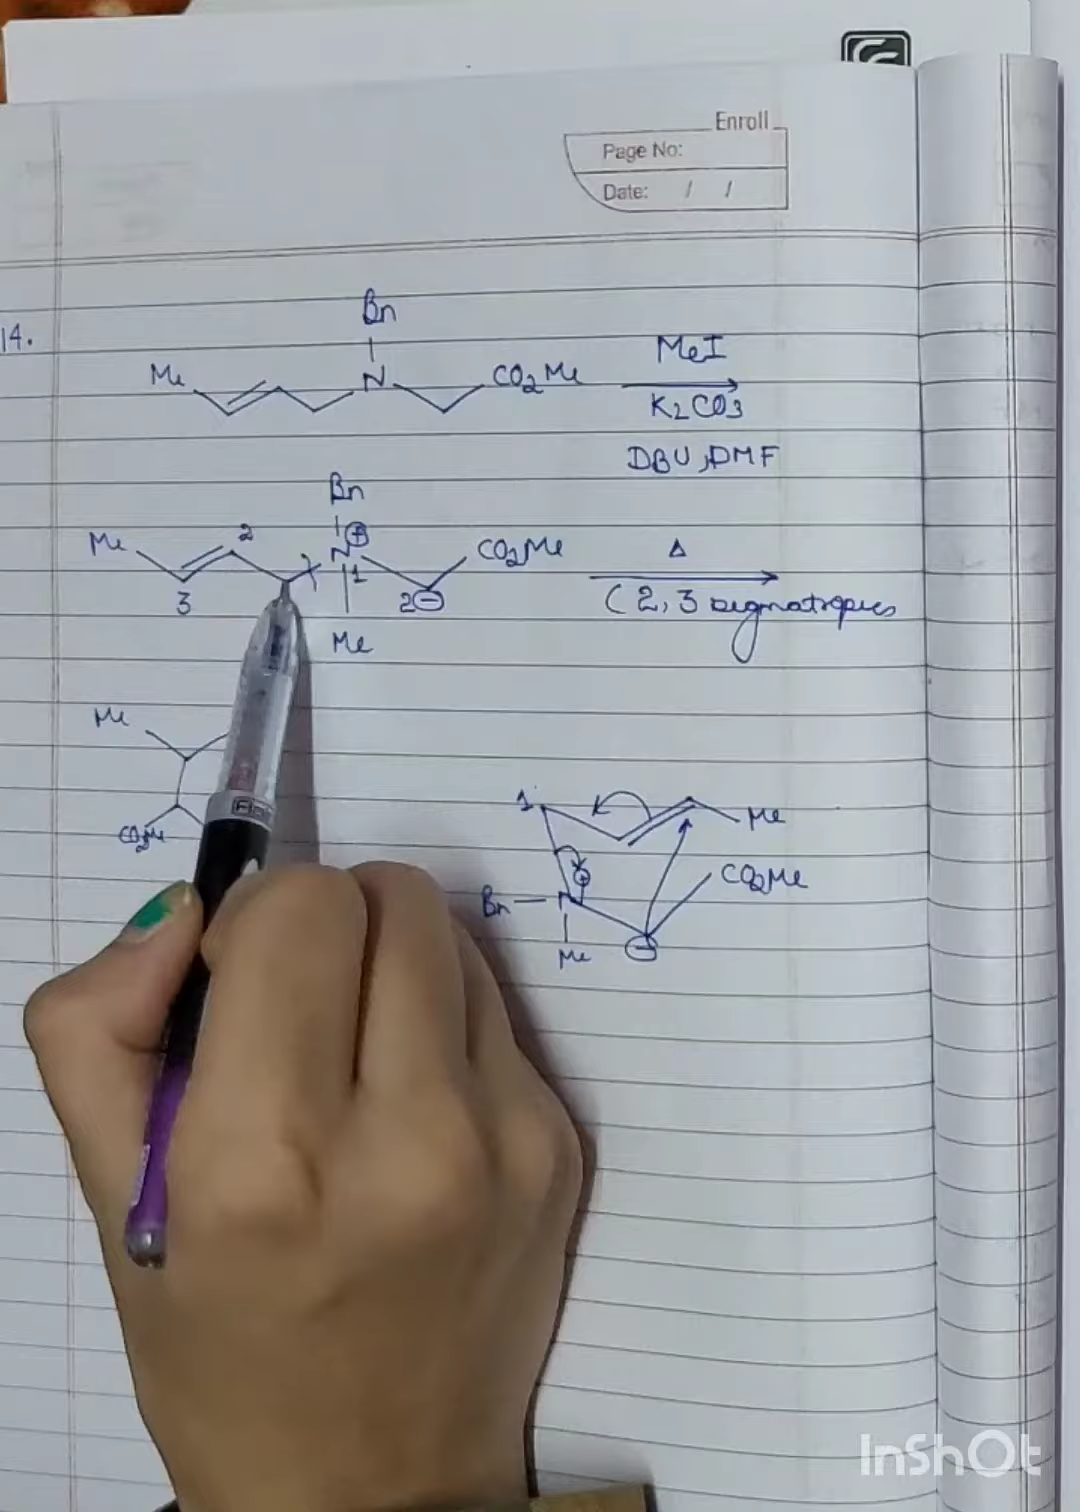 Enroll
Page No:
Date: / /
14.
Bn
Me N CO2Me MeI
K2CO3
DBU, DMF
Bn
Me 2 N ⊕ CO2Me Δ
3 1 2 ⊖ (2,3 sigmatropic
Me
Me
1 Me
CO2Me
⊕ CO2Me
Bn N
Me ⊖
InShOt